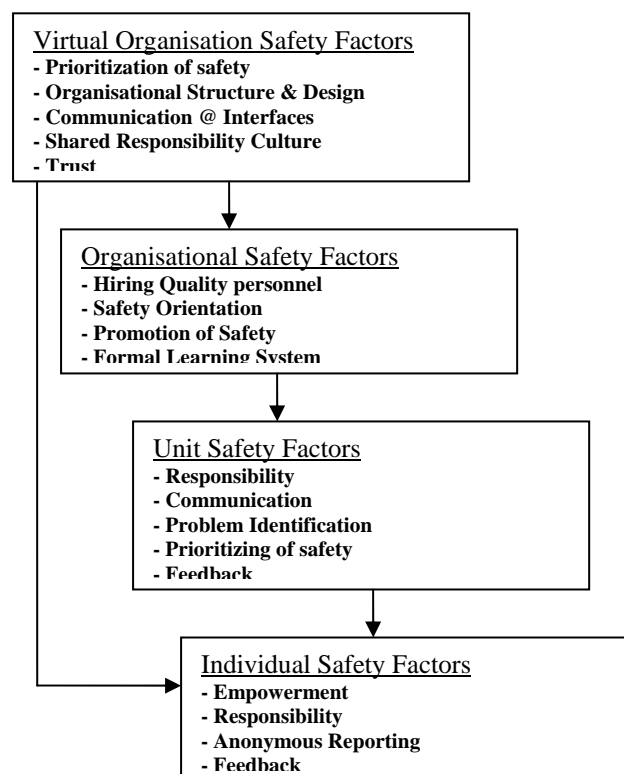 Virtual Organisation Safety Factors
- Prioritization of safety
- Organisational Structure & Design
- Communication @ Interfaces
- Shared Responsibility Culture
- Trust
Organisational Safety Factors
- Hiring Quality personnel
- Safety Orientation
- Promotion of Safety
- Formal Learning System
Unit Safety Factors
- Responsibility
- Communication
- Problem Identification
- Prioritizing of safety
- Feedback
Individual Safety Factors
- Empowerment
- Responsibility
- Anonymous Reporting
- Feedback